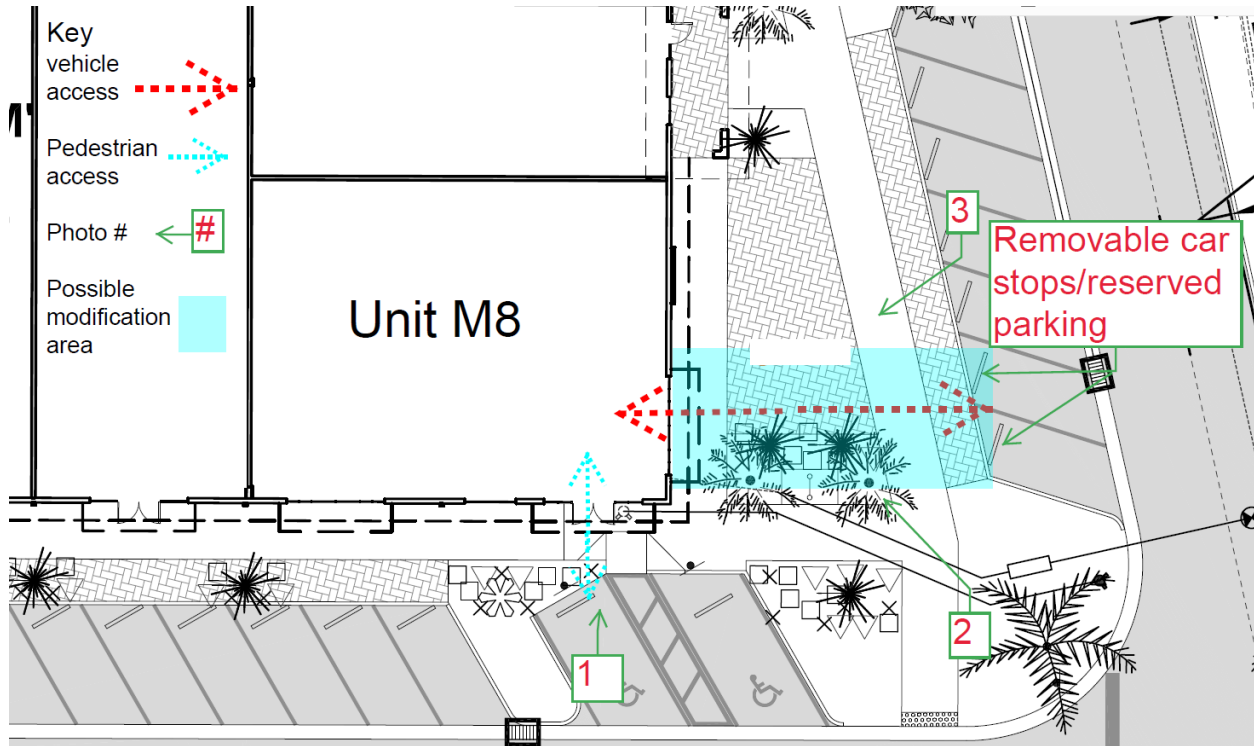 Key
vehicle
access
Pedestrian
access
Photo #
#
Possible
modification
area
Unit M8
3
Removable car
stops/reserved
parking
2
1